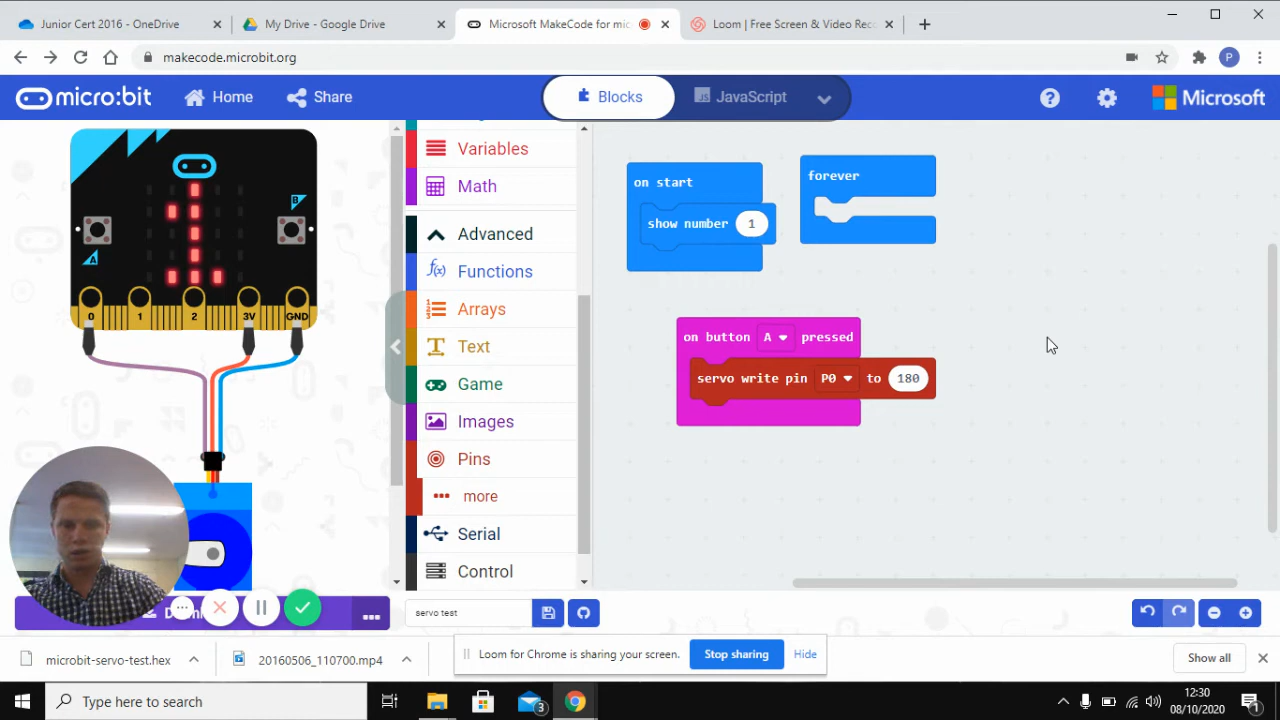 Junior Cert 2016 - OneDrive
My Drive - Google Drive
Microsoft MakeCode for mic
Loom | Free Screen & Video Reco
makecode.microbit.org
P
micro:bit
Home
Share
Blocks
JavaScript
Microsoft
A
B
0 1 2 3V GND
Variables
Math
Advanced
Functions
Arrays
Text
Game
Images
Pins
more
Serial
Control
on start
show number 1
forever
on button A pressed
servo write pin P0 to 180
servo test
microbit-servo-test.hex
20160506_110700.mp4
Loom for Chrome is sharing your screen.
Stop sharing
Hide
Show all
Type here to search
3
12:30
08/10/2020
1